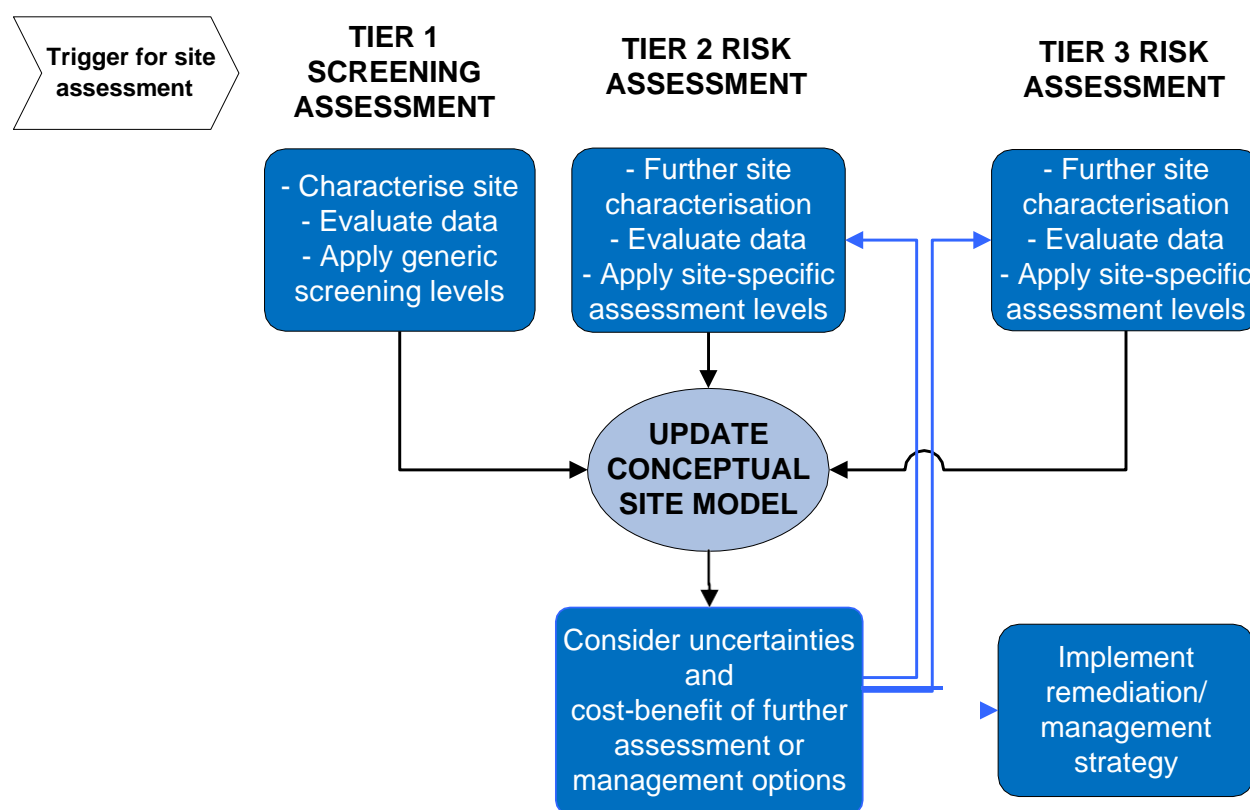 Trigger for site
assessment
TIER 1
SCREENING
ASSESSMENT
TIER 2 RISK
ASSESSMENT
TIER 3 RISK
ASSESSMENT
- Characterise site
- Evaluate data
- Apply generic
screening levels
- Further site
characterisation
- Evaluate data
- Apply site-specific
assessment levels
- Further site
characterisation
- Evaluate data
- Apply site-specific
assessment levels
UPDATE
CONCEPTUAL
SITE MODEL
Consider uncertainties
and
cost-benefit of further
assessment or
management options
Implement
remediation/
management
strategy